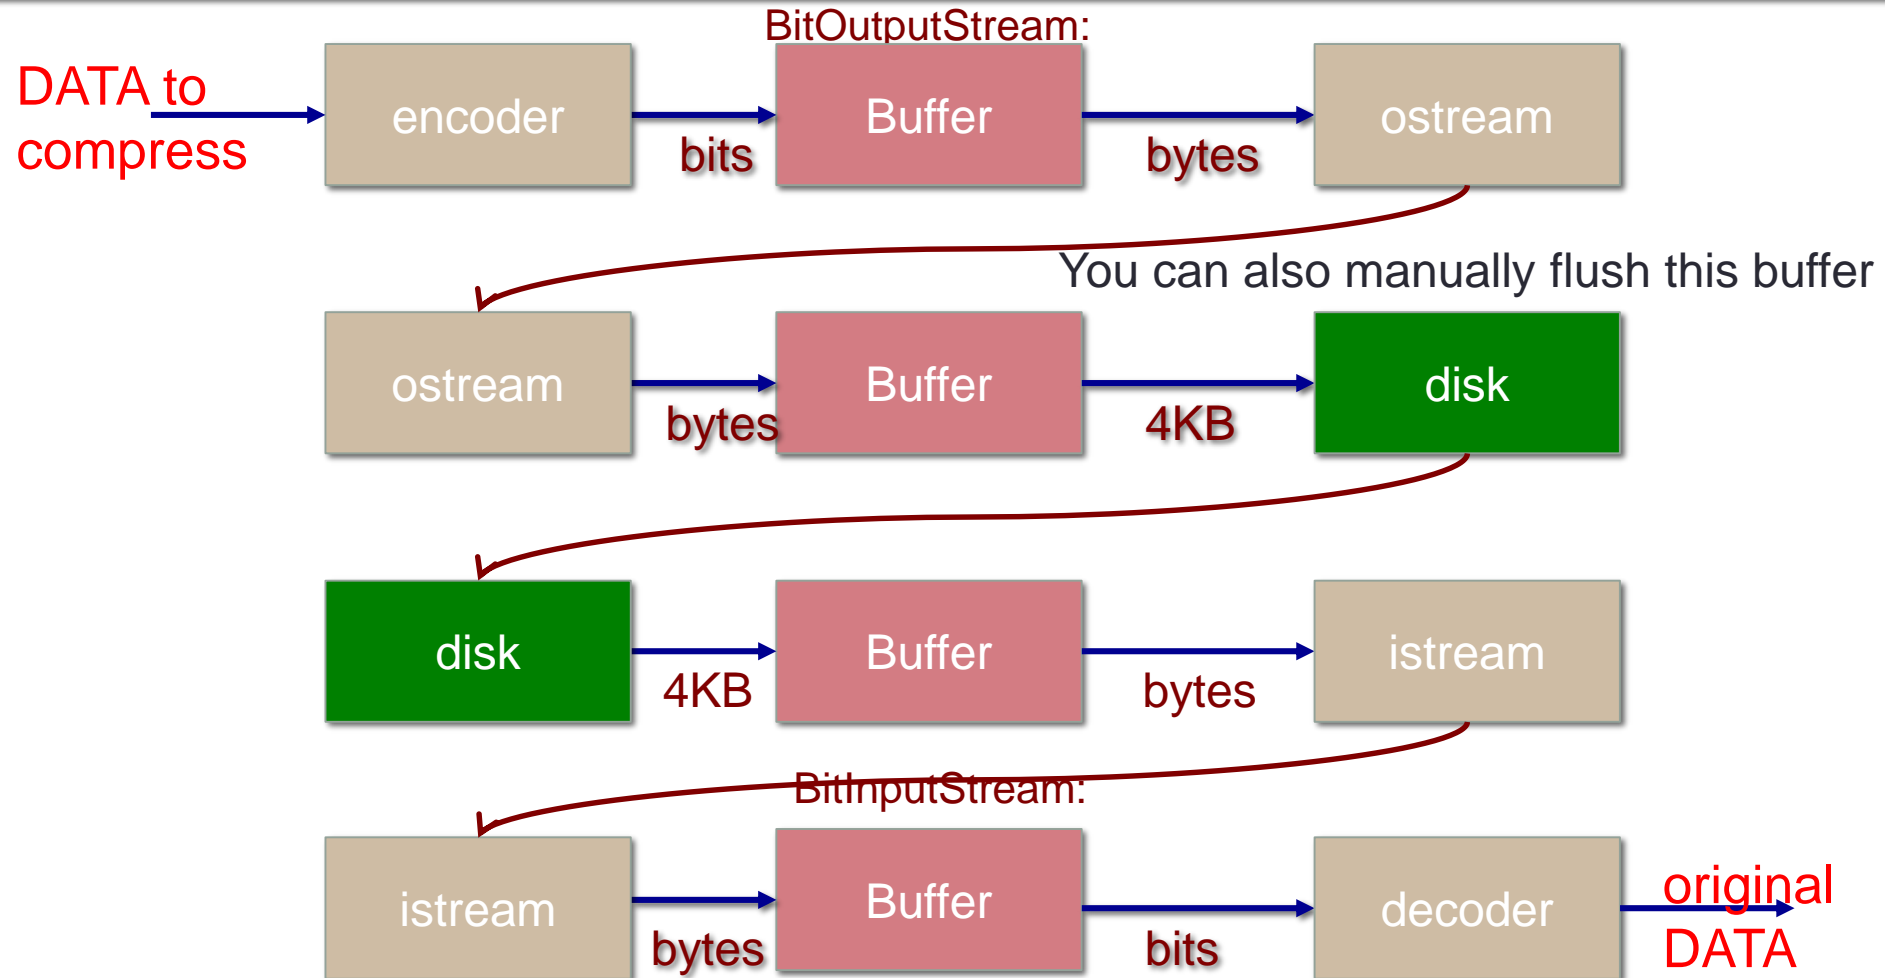 BitOutputStream:
DATA to
compress
encoder
bits
Buffer
bytes
ostream
You can also manually flush this buffer
ostream
bytes
Buffer
4KB
disk
disk
4KB
Buffer
bytes
istream
BitInputStream:
istream
bytes
Buffer
bits
decoder
original
DATA